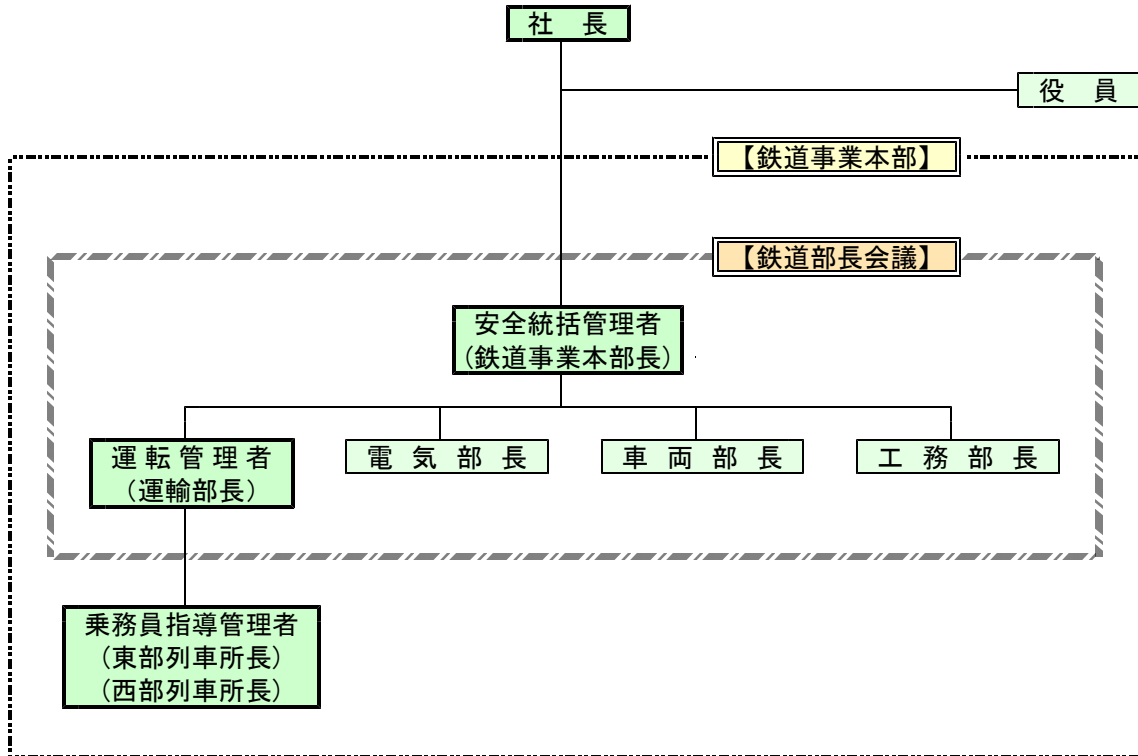 社　長
役　員
【鉄道事業本部】
【鉄道部長会議】
安全統括管理者
(鉄道事業本部長)
運転管理者
(運輸部長)
電気部長
車両部長
工務部長
乗務員指導管理者
(東部列車所長)
(西部列車所長)